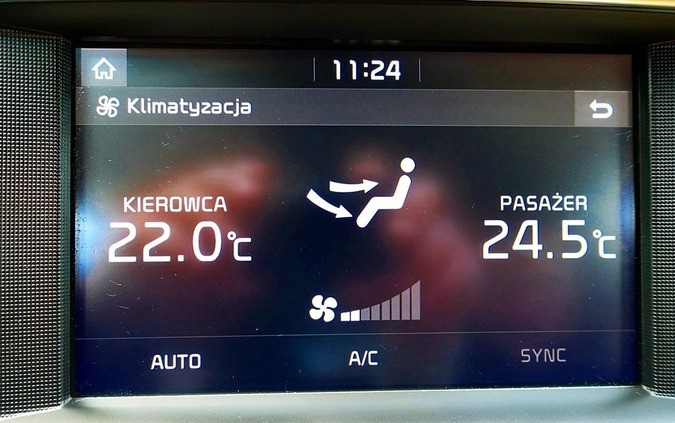 11:24
Klimatyzacja
KIEROWCA
22.0°C
PASAŻER
24.5°C
AUTO
A/C
SYNC